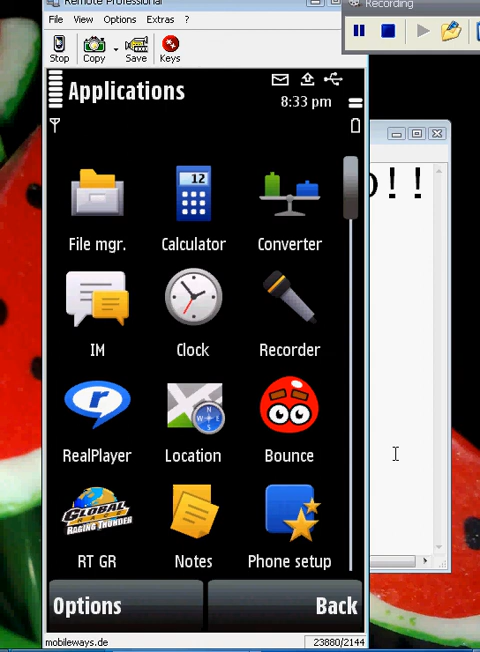 Remote Professional
Recording
File View Options Extras ?
Stop Copy Save Keys
Applications
8:33 pm
o!!
12
File mgr. Calculator Converter
IM Clock Recorder
r
RealPlayer Location Bounce
N
W E
S
GLOBAL
RACE
RAGING THUNDER
RT GR Notes Phone setup
Options Back
mobileways.de 23880/2144